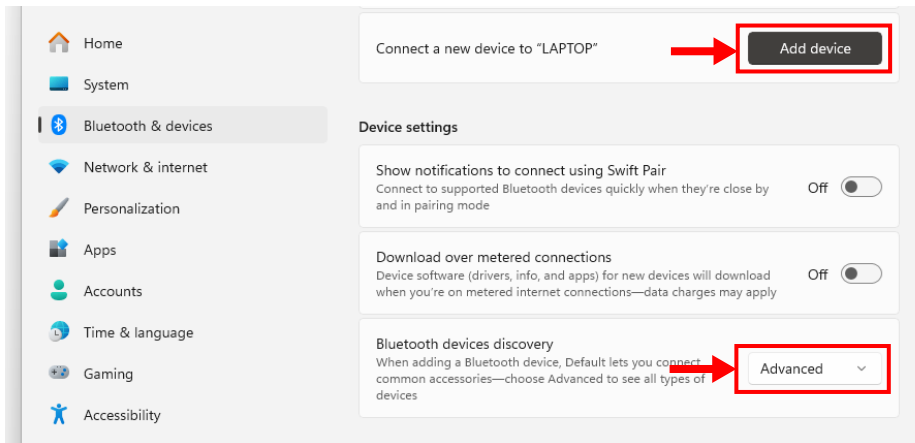 Home
System
Bluetooth & devices
Network & internet
Personalization
Apps
Accounts
Time & language
Gaming
Accessibility
Connect a new device to “LAPTOP”
Add device
Device settings
Show notifications to connect using Swift Pair
Connect to supported Bluetooth devices quickly when they’re close by
and in pairing mode
Off
Download over metered connections
Device software (drivers, info, and apps) for new devices will download
when you’re on metered internet connections—data charges may apply
Off
Bluetooth devices discovery
When adding a Bluetooth device, Default lets you connect
common accessories—choose Advanced to see all types of
devices
Advanced